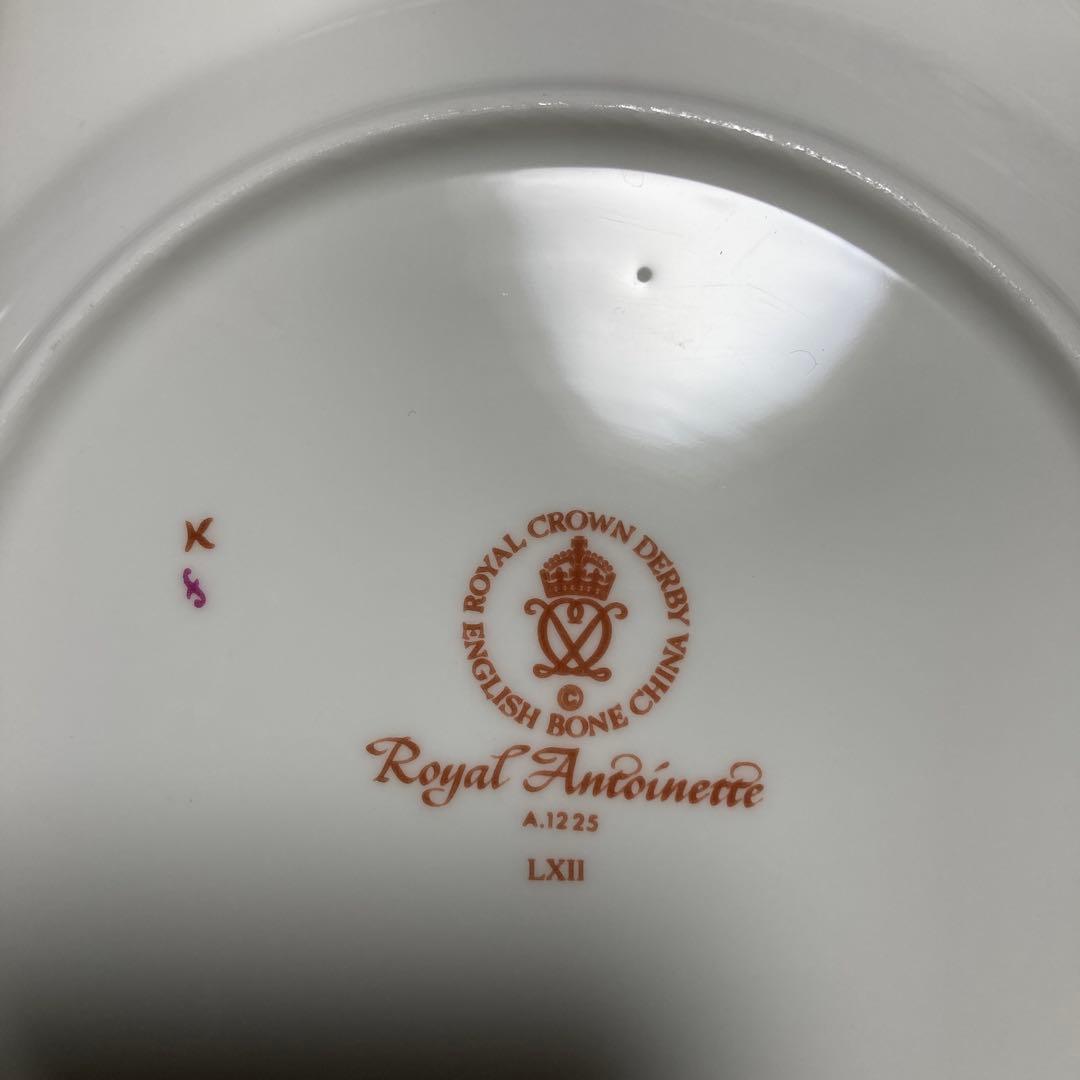 K
f
ROYAL CROWN DERBY
ENGLISH BONE CHINA
©
Royal Antoinette
A.1225
LXII